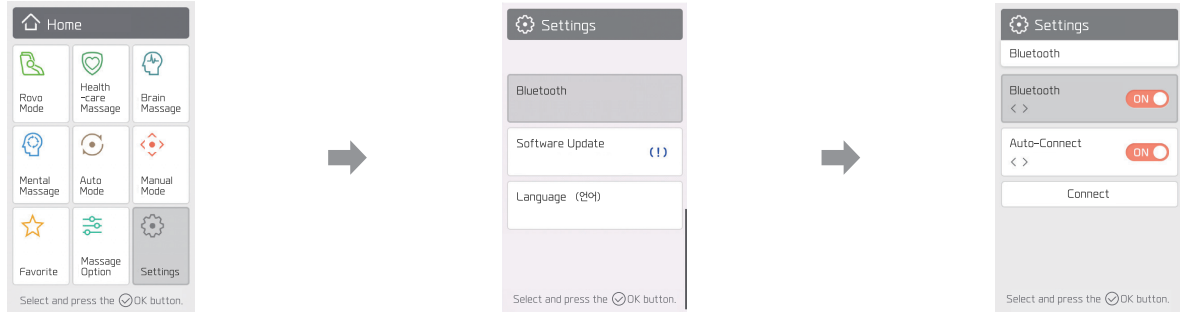 Home
Rovo
Mode
Health
-care
Massage
Brain
Massage
Mental
Massage
Auto
Mode
Manual
Mode
Favorite
Massage
Option
Settings
Select and press the OK button.
Settings
Bluetooth
Software Update
(!)
Language (언어)
Select and press the OK button.
Settings
Bluetooth
Bluetooth
ON
< >
Auto-Connect
ON
< >
Connect
Select and press the OK button.